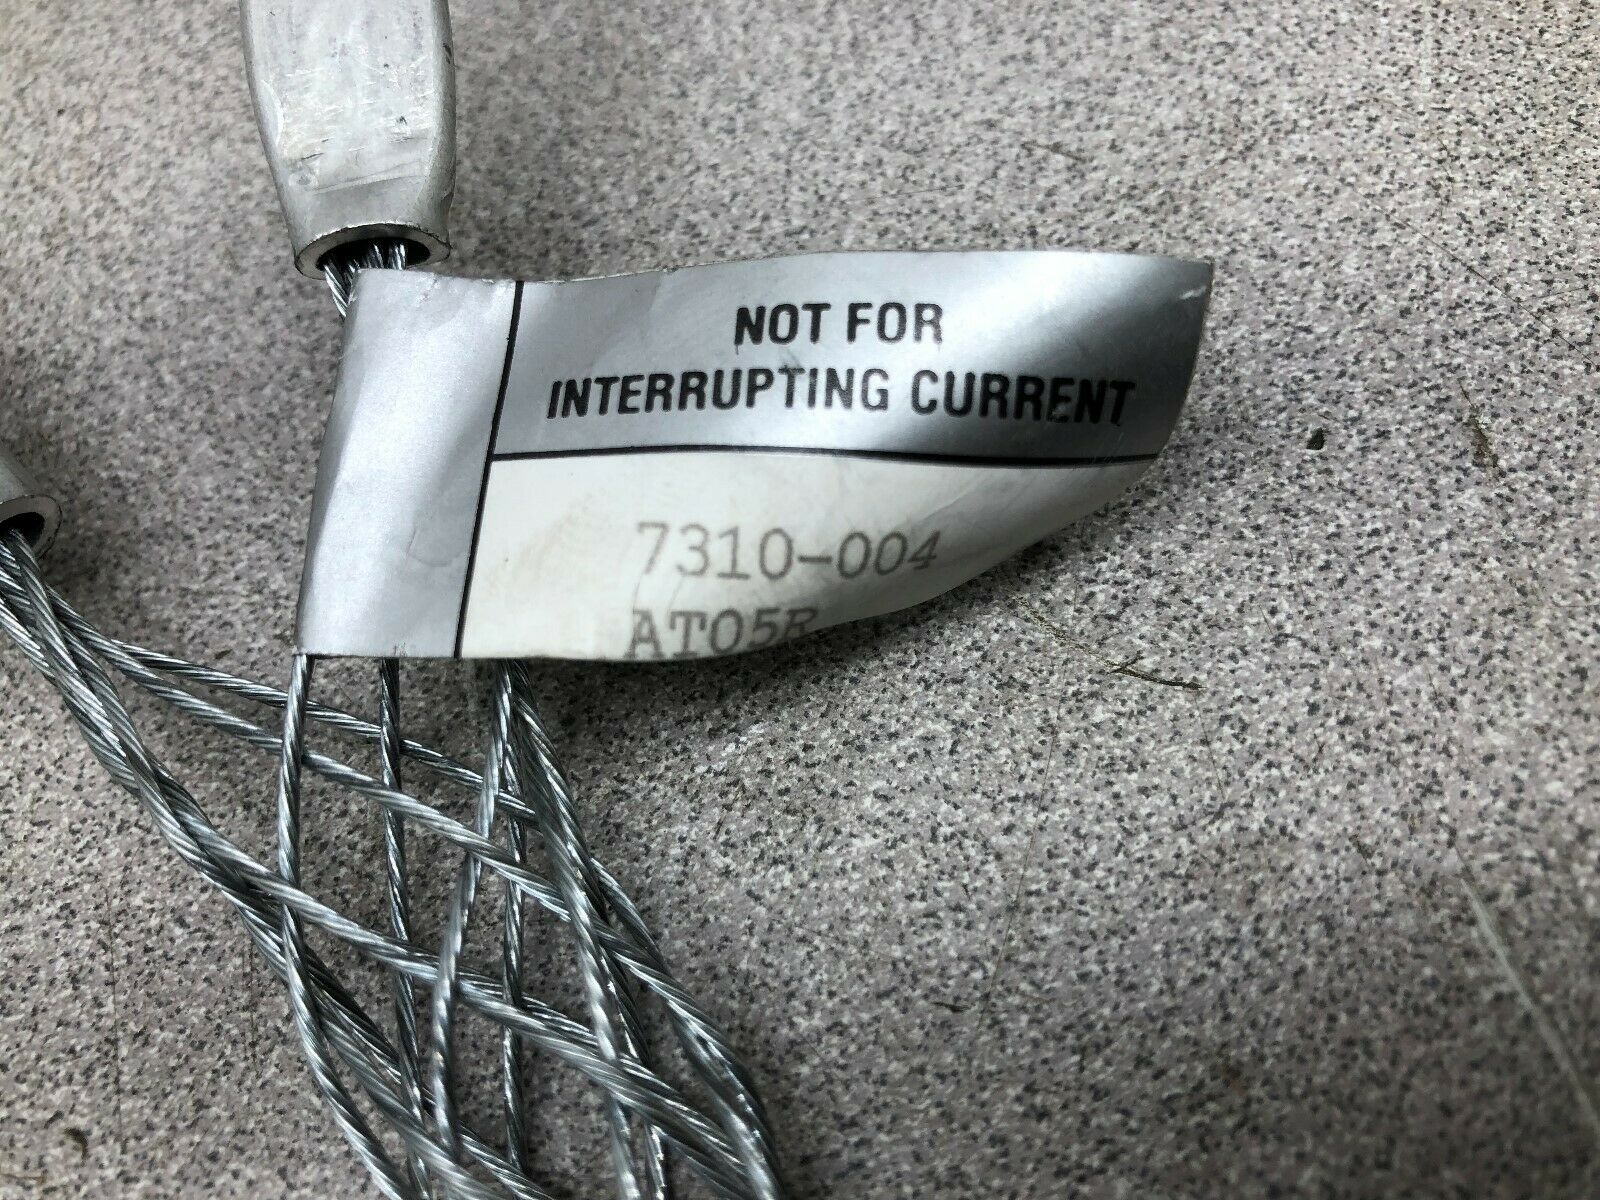 NOT FOR
INTERRUPTING CURRENT
7310-004